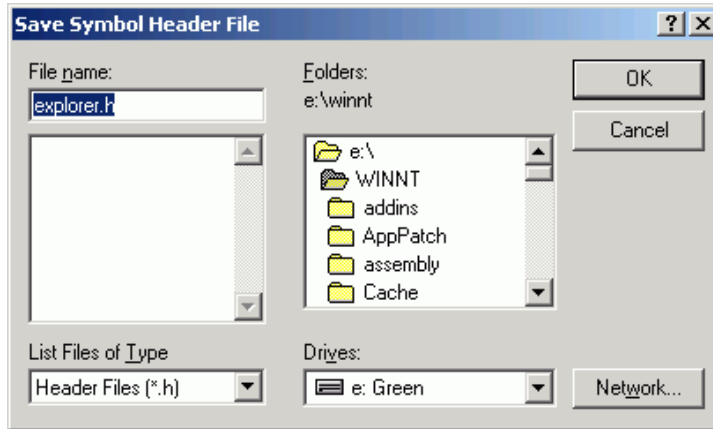 Save Symbol Header File
File name:
explorer.h
Folders:
e:\winnt
e:\
WINNT
addins
AppPatch
assembly
Cache
OK
Cancel
List Files of Type
Header Files (*.h)
Drives:
e: Green
Network...